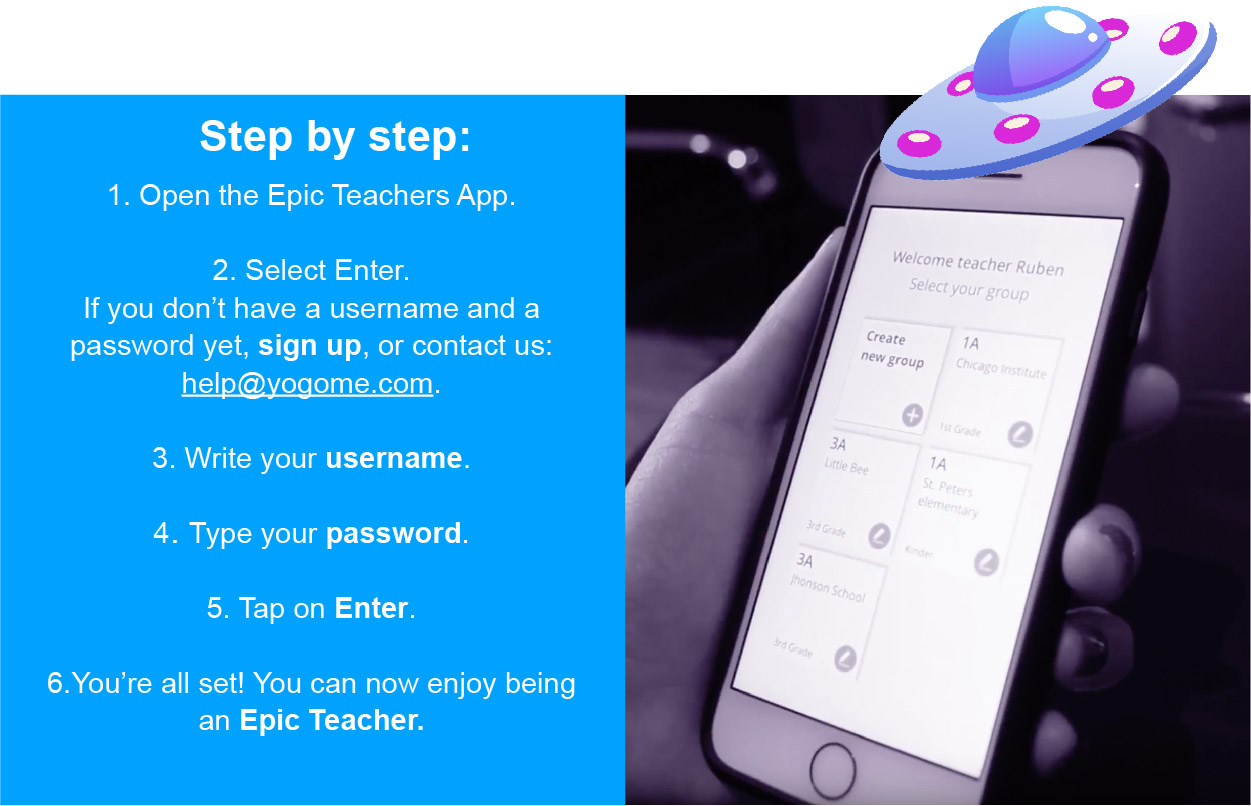 Step by step:
1. Open the Epic Teachers App.
2. Select Enter.
If you don’t have a username and a
password yet, sign up, or contact us:
help@yogome.com.
3. Write your username.
4. Type your password.
5. Tap on Enter.
6.You’re all set! You can now enjoy being
an Epic Teacher.
Welcome teacher Ruben
Select your group
Create
new group
1A
Chicago Institute
1st Grade
3A
Little Bee
3rd Grade
1A
St. Peters
elementary
Kinder
3A
Jhonson School
3rd Grade